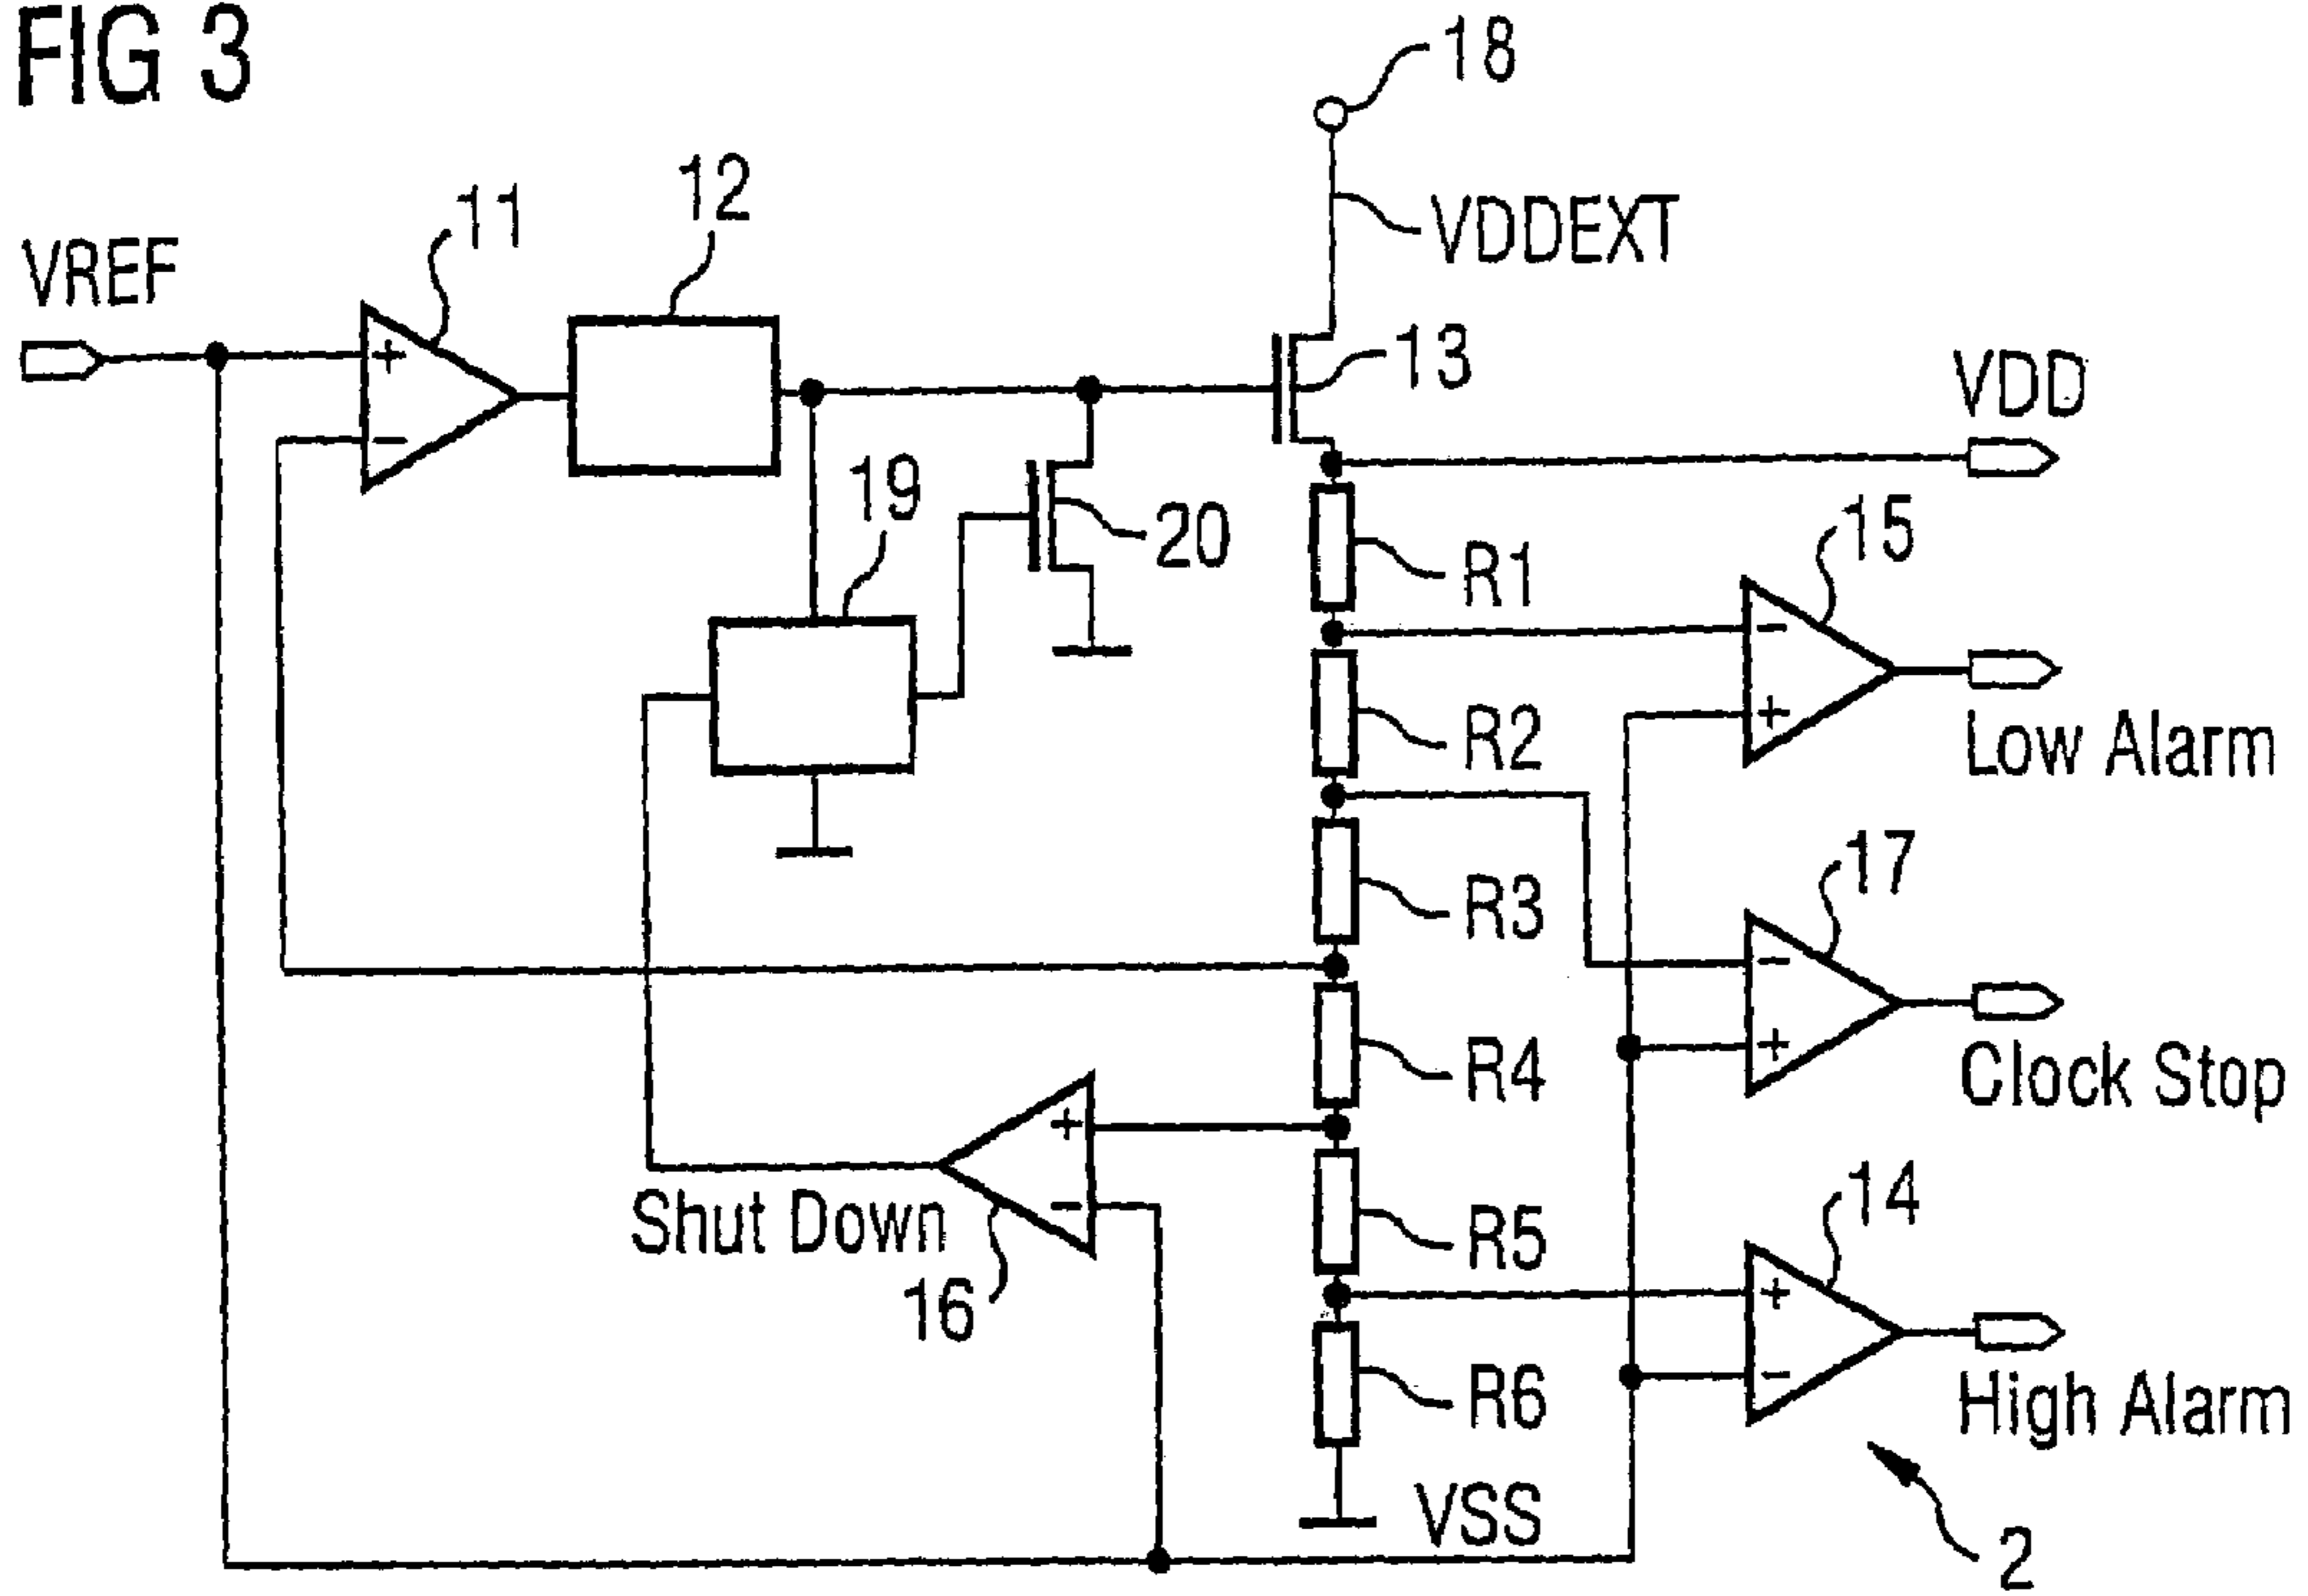 FIG 3
18
12
11
VREF
VDDEXT
13
VDD
19
20
15
R1
R2
Low Alarm
17
R3
R4
Clock Stop
14
Shut Down
R5
16
R6
High Alarm
VSS
2
+
−
−
+
−
+
+
−
+
−